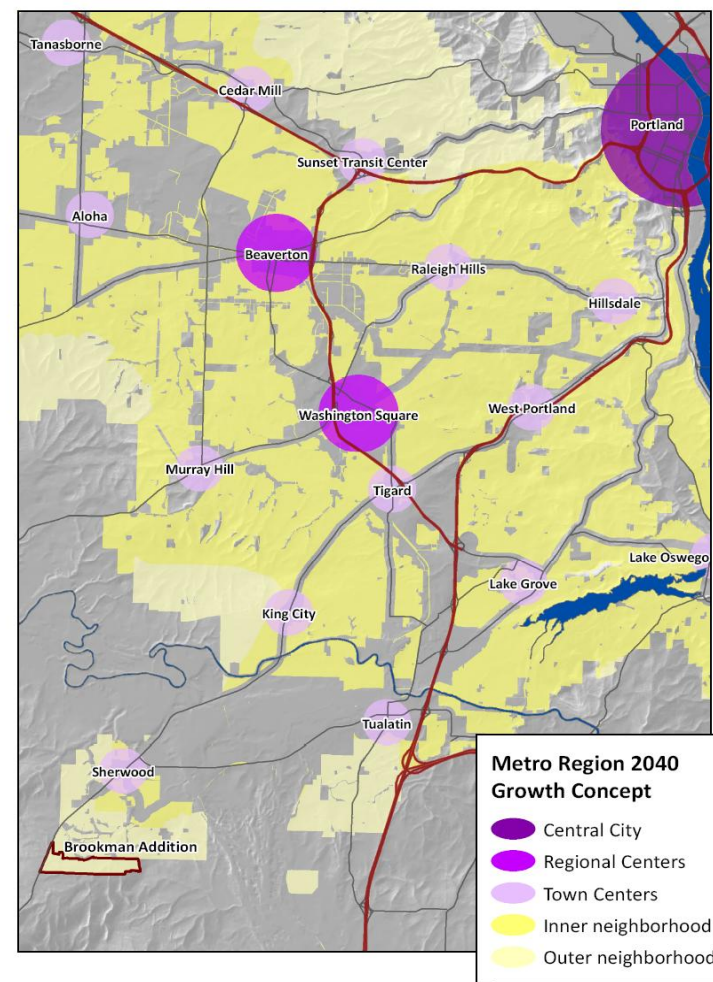 Tanasborne
Cedar Mill
Portland
Sunset Transit Center
Aloha
Beaverton
Raleigh Hills
Hillsdale
Washington Square
West Portland
Murray Hill
Tigard
Lake Oswego
Lake Grove
King City
Tualatin
Sherwood
Brookman Addition
Metro Region 2040
Growth Concept
Central City
Regional Centers
Town Centers
Inner neighborhood
Outer neighborhood